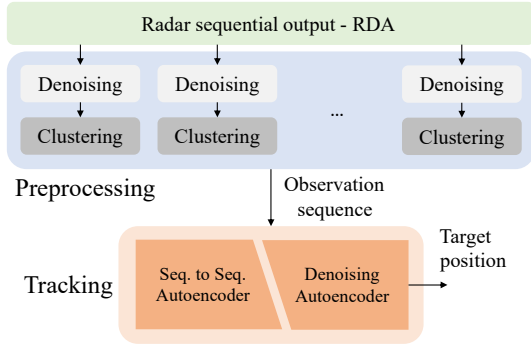 Radar sequential output - RDA
Denoising
Denoising
Denoising
Clustering
Clustering
...
Clustering
Preprocessing
Observation
sequence
Target
position
Tracking
Seq. to Seq.
Autoencoder
Denoising
Autoencoder